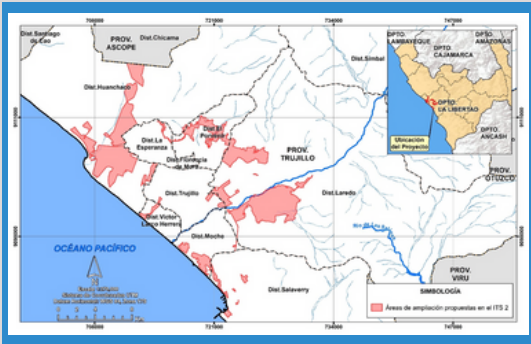 708000
721000
734000
747000
Dist.Santiago
de Cao
PROV.
ASCOPE
Dist.Chicama
Dist.Simbal
Dist.Huanchaco
Dist.La
Esperanza
Dist.El
Porvenir
Dist.Florencia
de Mora
PROV.
TRUJILLO
Dist.Trujillo
Dist.Laredo
Dist.Victor
Larco Herrera
Dist.Moche
Dist.Salaverry
PROV.
OTUZCO
PROV.
VIRU
OCÉANO PACÍFICO
DPTO.
LAMBAYEQUE
DPTO.
CAJAMARCA
DPTO.
AMAZONAS
DPTO.
LA LIBERTAD
DPTO.
ANCASH
Ubicación
del Proyecto
SIMBOLOGÍA
Áreas de ampliación propuestas en el ITS 2